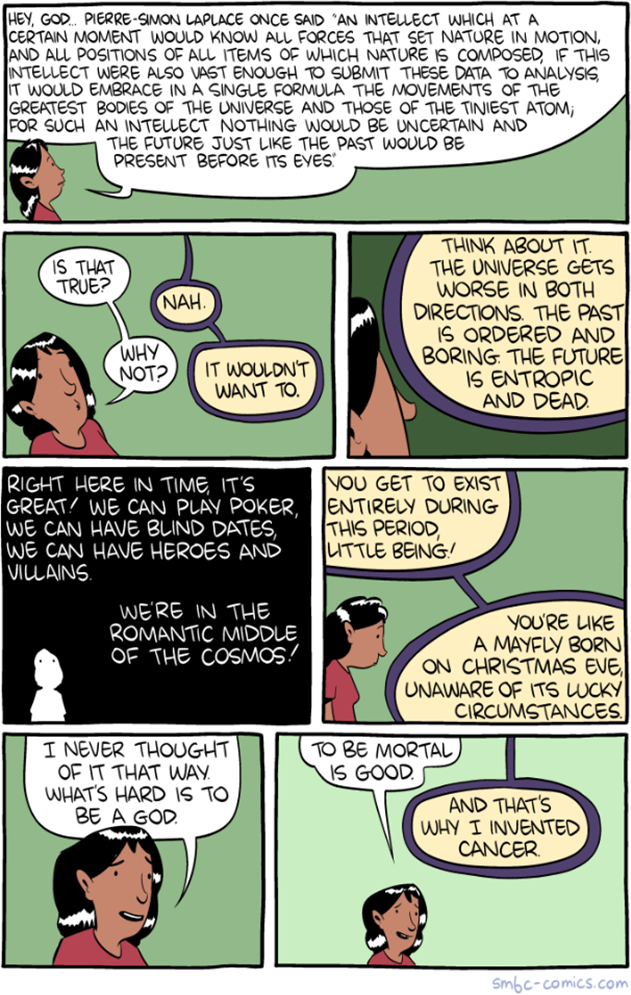 HEY, GOD... PIERRE-SIMON LAPLACE ONCE SAID "AN INTELLECT WHICH AT A
CERTAIN MOMENT WOULD KNOW ALL FORCES THAT SET NATURE IN MOTION,
AND ALL POSITIONS OF ALL ITEMS OF WHICH NATURE IS COMPOSED, IF THIS
INTELLECT WERE ALSO VAST ENOUGH TO SUBMIT THESE DATA TO ANALYSIS,
IT WOULD EMBRACE IN A SINGLE FORMULA THE MOVEMENTS OF THE
GREATEST BODIES OF THE UNIVERSE AND THOSE OF THE TINIEST ATOM;
FOR SUCH AN INTELLECT NOTHING WOULD BE UNCERTAIN AND
THE FUTURE JUST LIKE THE PAST WOULD BE
PRESENT BEFORE ITS EYES."
IS THAT
TRUE?
NAH.
WHY
NOT?
IT WOULDN'T
WANT TO.
THINK ABOUT IT.
THE UNIVERSE GETS
WORSE IN BOTH
DIRECTIONS. THE PAST
IS ORDERED AND
BORING. THE FUTURE
IS ENTROPIC
AND DEAD.
RIGHT HERE IN TIME, IT'S
GREAT! WE CAN PLAY POKER,
WE CAN HAVE BLIND DATES,
WE CAN HAVE HEROES AND
VILLAINS.
WE'RE IN THE
ROMANTIC MIDDLE
OF THE COSMOS!
YOU GET TO EXIST
ENTIRELY DURING
THIS PERIOD,
LITTLE BEING!
YOU'RE LIKE
A MAYFLY BORN
ON CHRISTMAS EVE,
UNAWARE OF ITS LUCKY
CIRCUMSTANCES.
I NEVER THOUGHT
OF IT THAT WAY.
WHAT'S HARD IS TO
BE A GOD.
TO BE MORTAL
IS GOOD.
AND THAT'S
WHY I INVENTED
CANCER.
smbc-comics.com